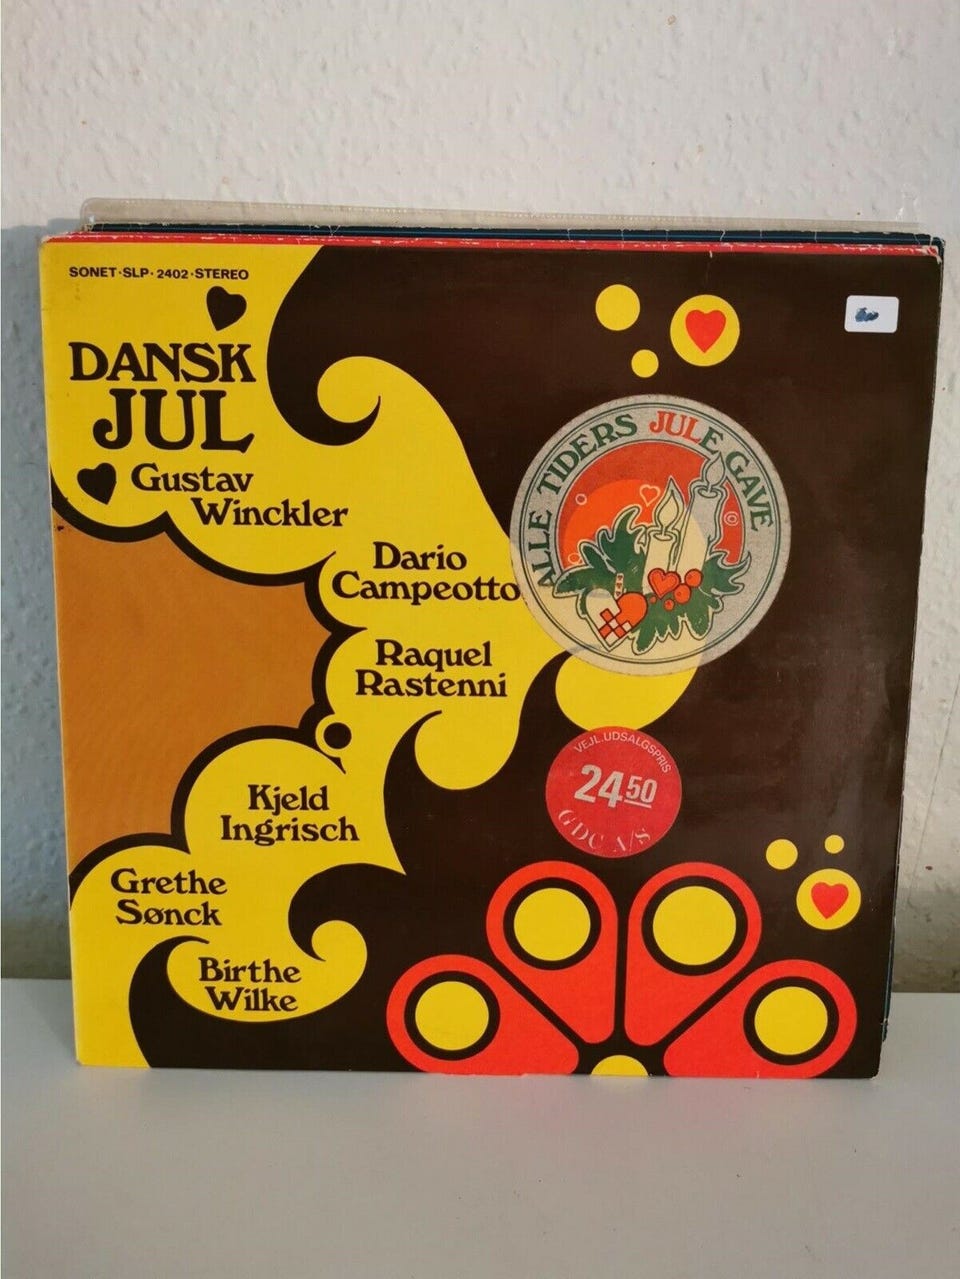 SONET·SLP·2402·STEREO
DANSK
JUL
Gustav
Winckler
Dario
Campeotto
Raquel
Rastenni
Kjeld
Ingrisch
Grethe
Sønck
Birthe
Wilke
ALLE TIDERS JULE GAVE
VEJL.UDSALGSPRIS
24 50
GDC A/S